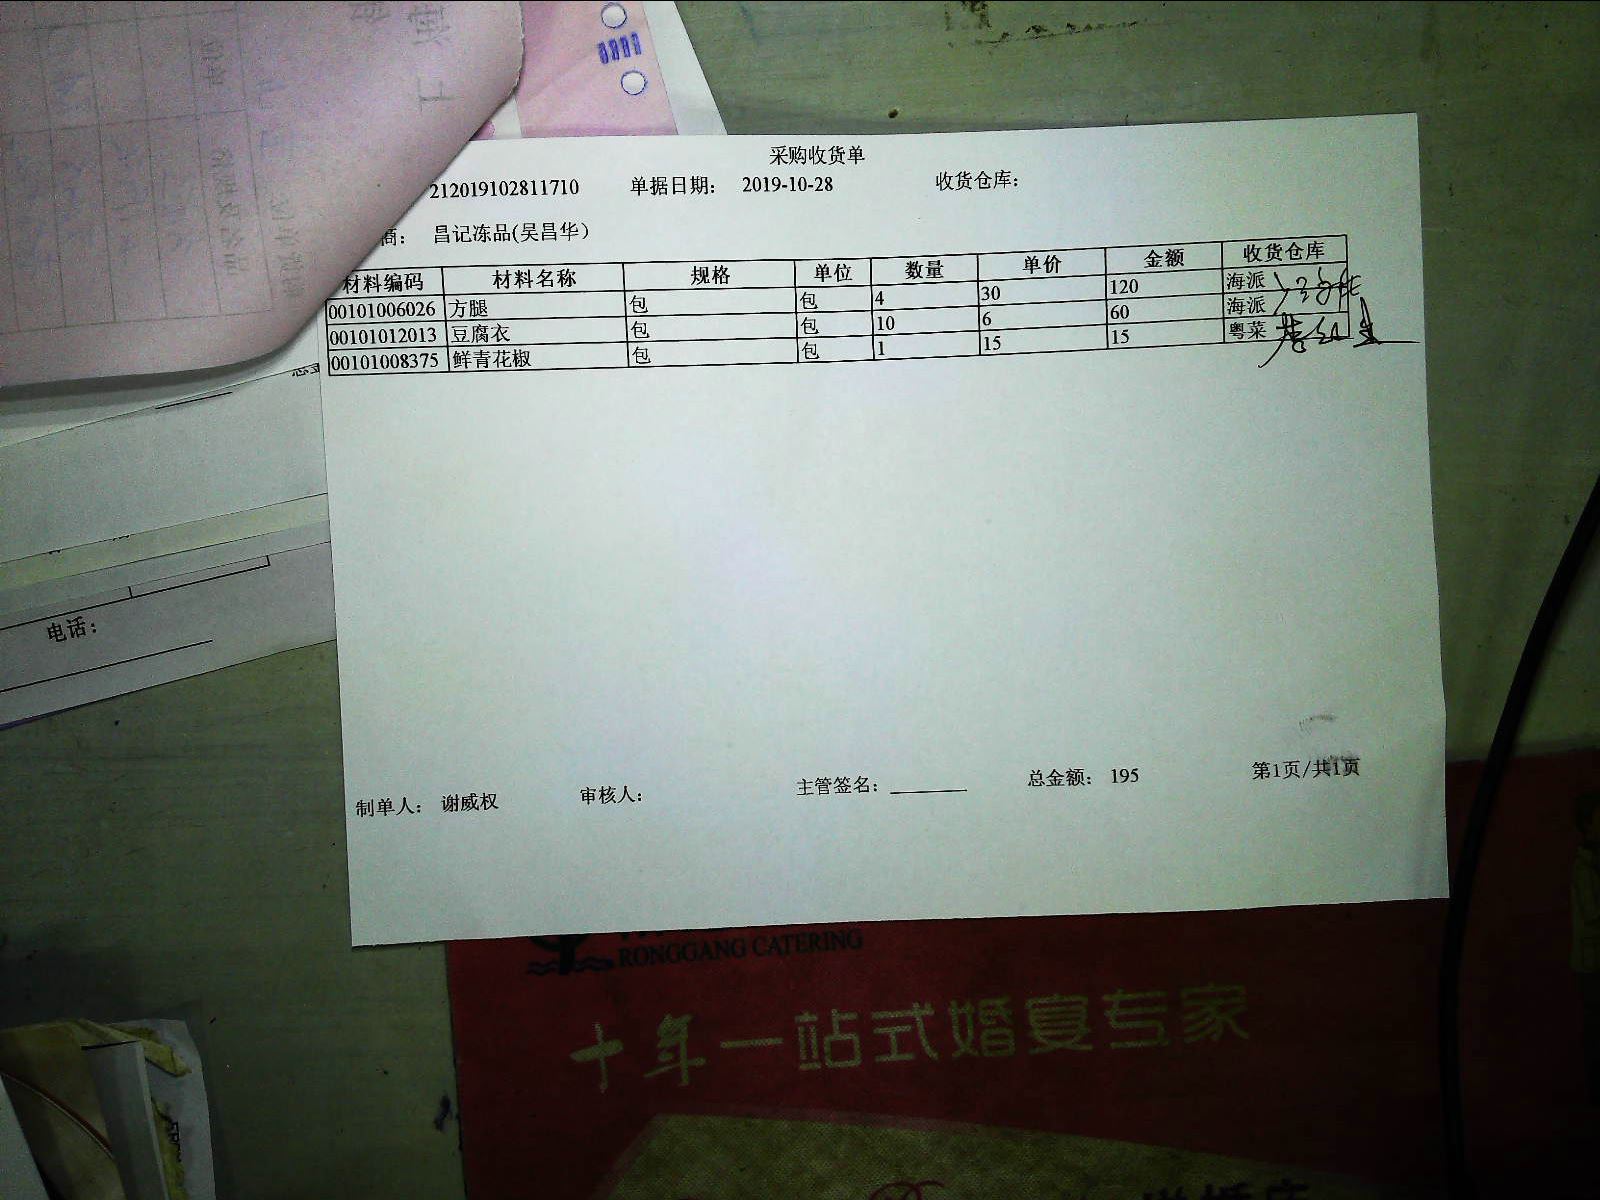 采购收货单
212019102811710 单据日期： 2019-10-28 收货仓库：
商： 昌记冻品(吴昌华)
材料编码 材料名称 规格 单位 数量 单价 金额 收货仓库
00101006026 方腿 包 包 4 30 120 海派
00101012013 豆腐衣 包 包 10 6 60 海派
00101008375 鲜青花椒 包 包 1 15 15 粤菜
电话：
制单人： 谢威权 审核人： 主管签名： 总金额： 195 第1页/共1页
RONGGANG CATERING
十年一站式婚宴专家